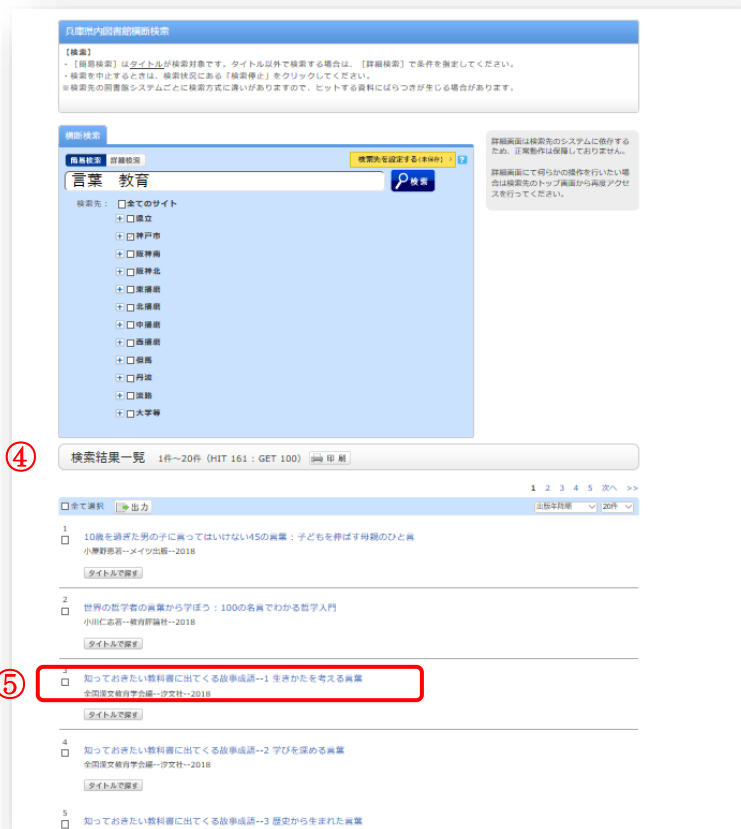 兵庫県内図書館横断検索
【検索】
・［簡易検索］はタイトルが検索対象です。タイトル以外で検索する場合は、［詳細検索］で条件を指定してください。
・検索を中止するときは、検索状況にある「検索停止」をクリックしてください。
※検索先の図書館システムごとに検索方式に違いがありますので、ヒットする資料にばらつきが生じる場合があります。
横断検索
簡易検索 詳細検索 検索先を設定する(未保存) ?
言葉 教育 検索
詳細画面は検索先のシステムに依存する
ため、正常動作は保障しておりません。
詳細画面にて何らかの操作を行いたい場
合は検索先のトップ画面から再度アクセ
スを行ってください。
検索先： 全てのサイト
県立
神戸市
阪神南
阪神北
東播磨
北播磨
中播磨
西播磨
但馬
丹波
淡路
大学等
④ 検索結果一覧 1件～20件（HIT 161 : GET 100） 印刷
1 2 3 4 5 次へ >>
全て選択 出力 出版年降順 20件
1
10歳を過ぎた男の子に言ってはいけない45の言葉 : 子どもを伸ばす母親のひと言
小屋野恵著--メイツ出版--2018
タイトルで探す
2
世界の哲学者の言葉から学ぼう : 100の名言でわかる哲学入門
小川仁志著--教育評論社--2018
タイトルで探す
⑤ 3
知っておきたい教科書に出てくる故事成語--1 生きかたを考える言葉
全国漢文教育学会編--汐文社--2018
タイトルで探す
4
知っておきたい教科書に出てくる故事成語--2 学びを深める言葉
全国漢文教育学会編--汐文社--2018
タイトルで探す
5
知っておきたい教科書に出てくる故事成語--3 歴史から生まれた言葉